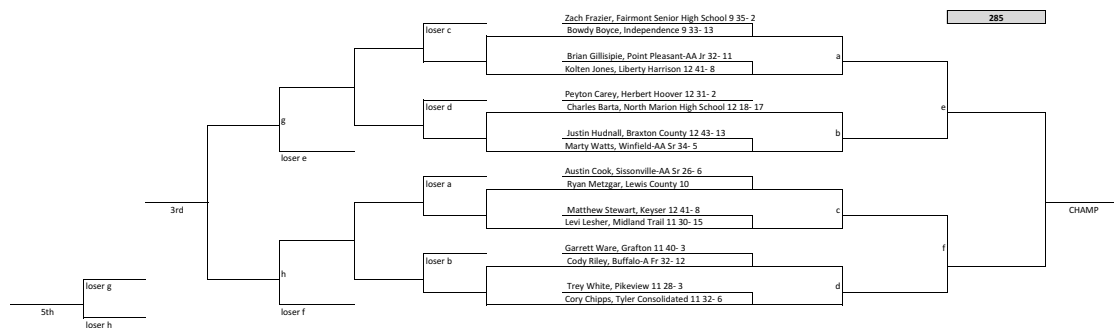 285
Zach Frazier, Fairmont Senior High School 9 35- 2
loser c
Bowdy Boyce, Independence 9 33- 13
Brian Gillisipie, Point Pleasant-AA Jr 32- 11
a
Kolten Jones, Liberty Harrison 12 41- 8
Peyton Carey, Herbert Hoover 12 31- 2
loser d
Charles Barta, North Marion High School 12 18- 17
e
g
Justin Hudnall, Braxton County 12 43- 13
b
Marty Watts, Winfield-AA Sr 34- 5
loser e
Austin Cook, Sissonville-AA Sr 26- 6
loser a
Ryan Metzgar, Lewis County 10
3rd
Matthew Stewart, Keyser 12 41- 8
c
CHAMP
Levi Lesher, Midland Trail 11 30- 15
Garrett Ware, Grafton 11 40- 3
f
loser b
Cody Riley, Buffalo-A Fr 32- 12
h
loser g
Trey White, Pikeview 11 28- 3
d
Cory Chipps, Tyler Consolidated 11 32- 6
5th
loser f
loser h